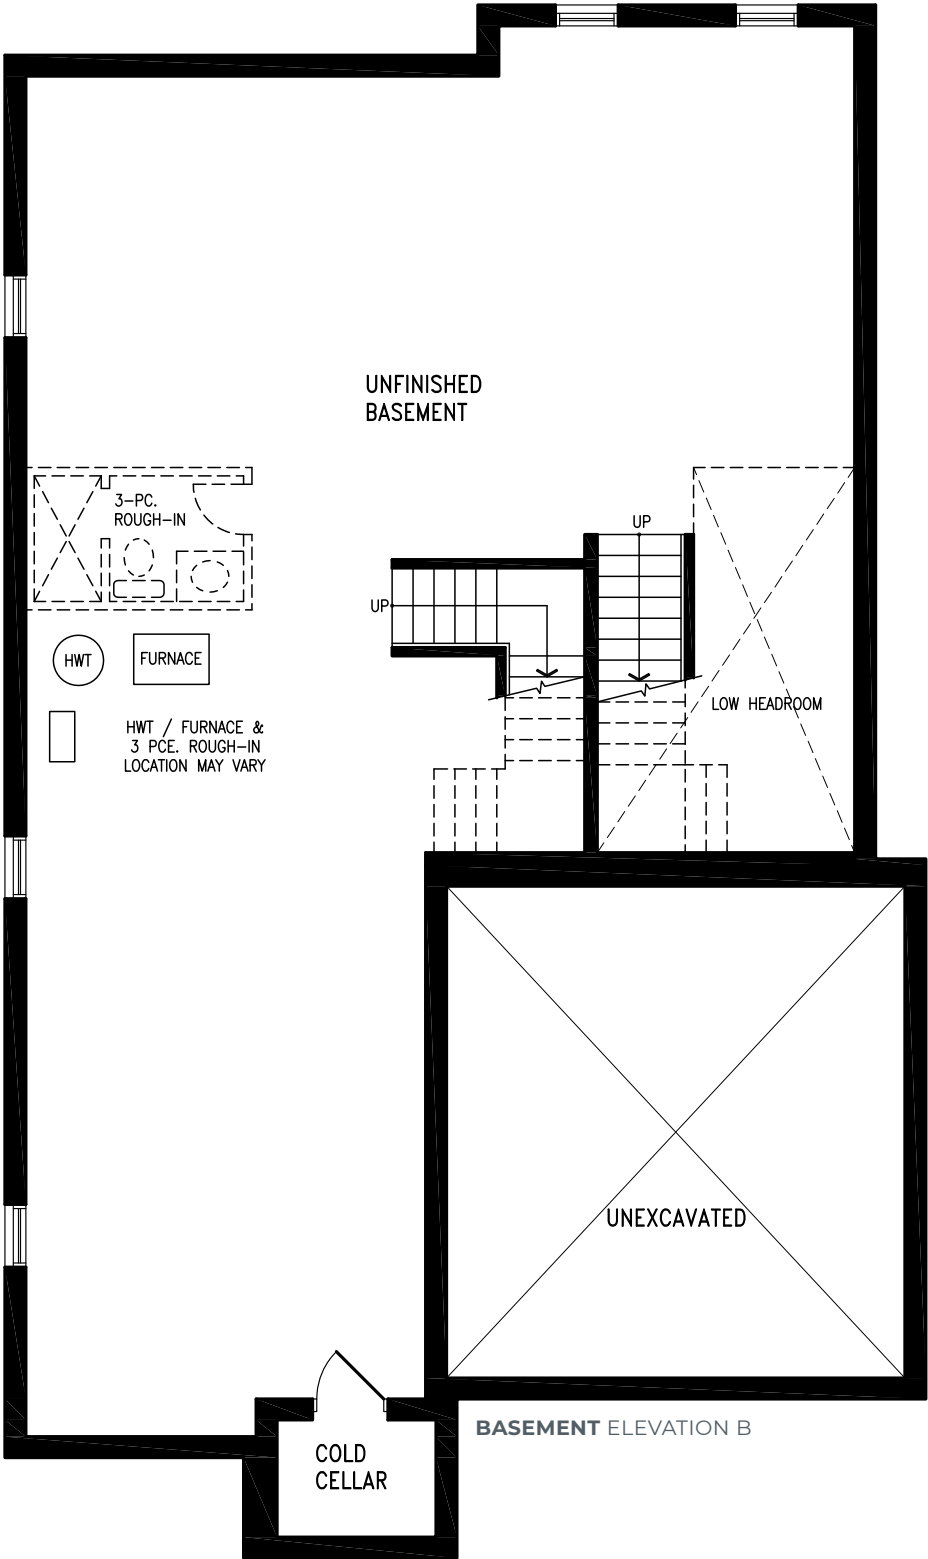 UNFINISHED
BASEMENT
3-PC.
ROUGH-IN
UP
UP
HWT
FURNACE
LOW HEADROOM
HWT / FURNACE &
3 PCE. ROUGH-IN
LOCATION MAY VARY
UNEXCAVATED
BASEMENT ELEVATION B
COLD
CELLAR